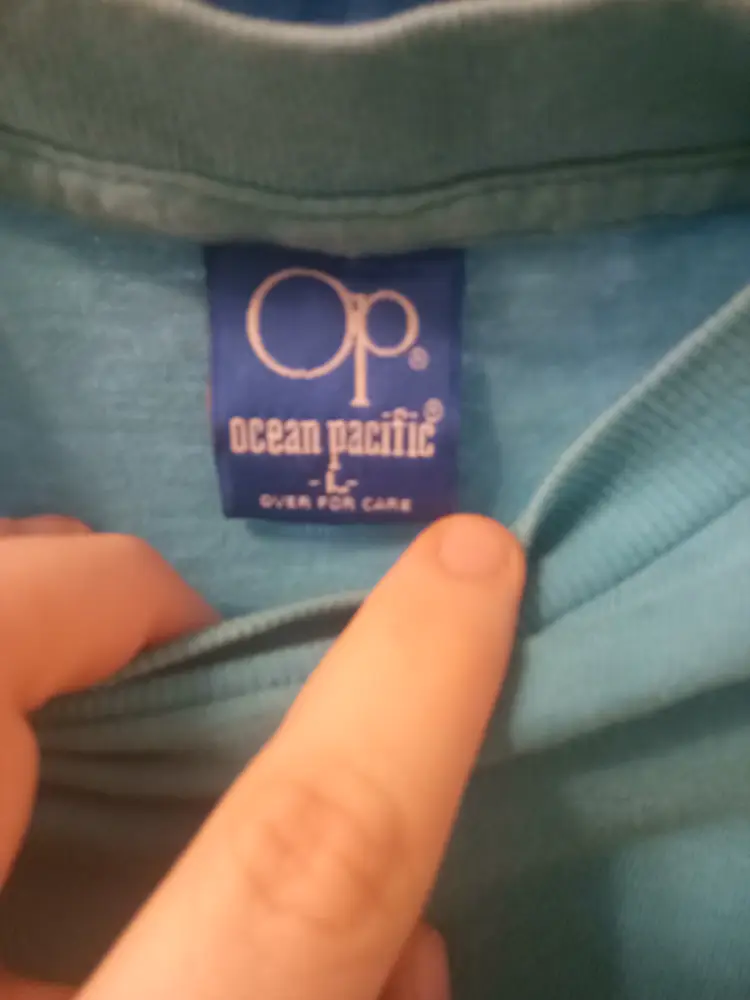 Op®
ocean pacific®
-L-
OVER FOR CARE